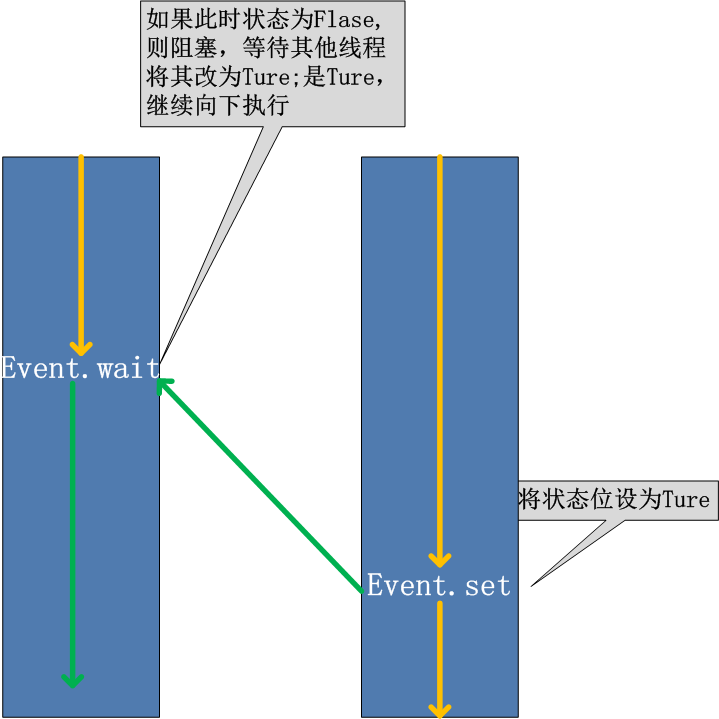 如果此时状态为Flase,
则阻塞，等待其他线程
将其改为Ture;是Ture,
继续向下执行
Event.wait
将状态位设为Ture
Event.set